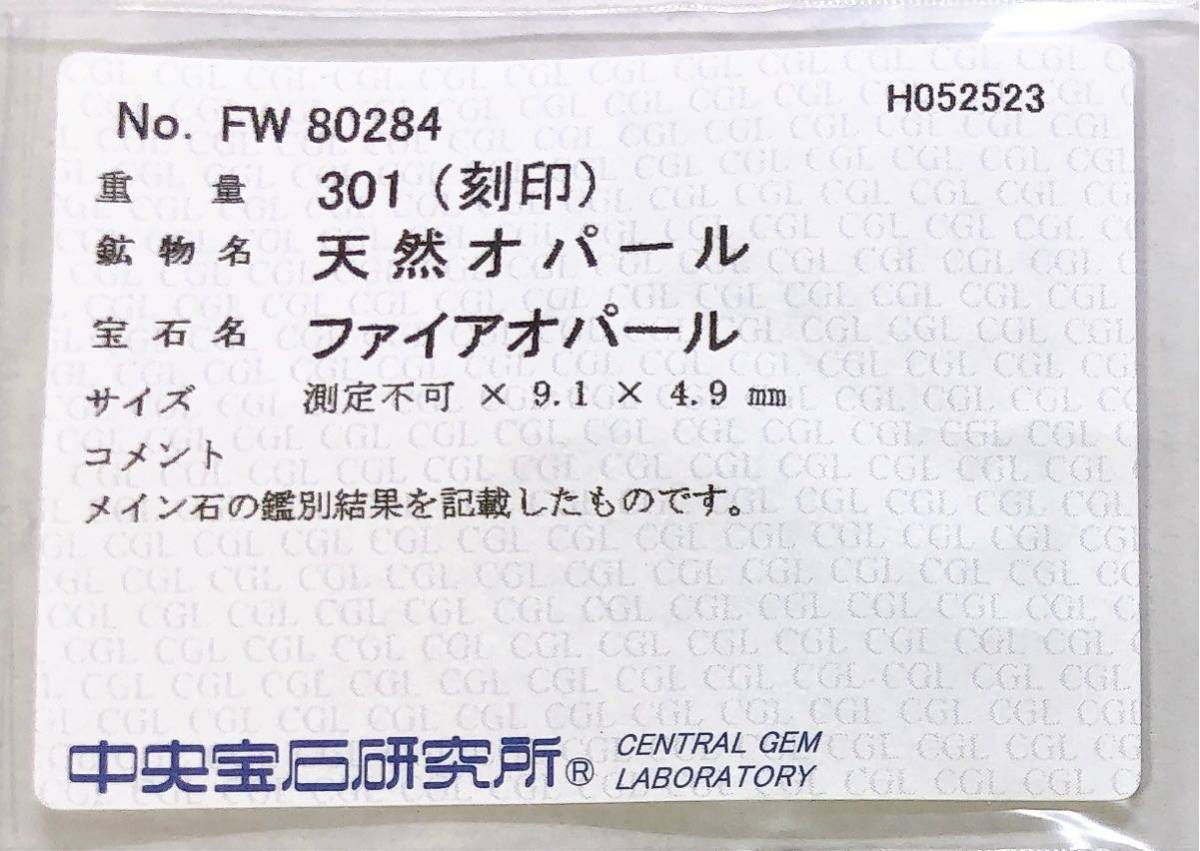 No. FW 80284
H052523
重量 301 (刻印)
鉱物名 天然オパール
宝石名 ファイアオパール
サイズ 測定不可 × 9.1 × 4.9 mm
コメント
メイン石の鑑別結果を記載したものです。
中央宝石研究所® CENTRAL GEM
LABORATORY